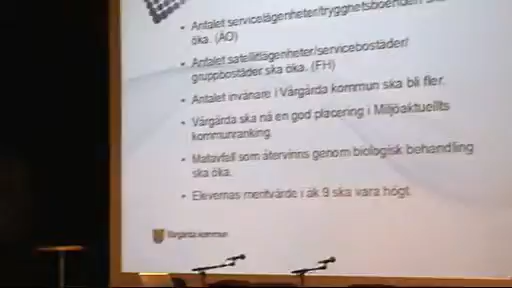 • Antalet servicelägenheter/trygghetsboenden ska
öka. (ÄO)
• Antalet satellitlägenheter/servicebostäder/
gruppbostäder ska öka. (FH)
• Antalet invånare i Vårgårda kommun ska bli fler.
• Vårgårda ska nå en god placering i Miljöaktuellts
kommunranking.
• Matavfall som återvinns genom biologisk behandling
ska öka.
• Elevernas meritvärde i åk 9 ska vara högt.
Vårgårda kommun